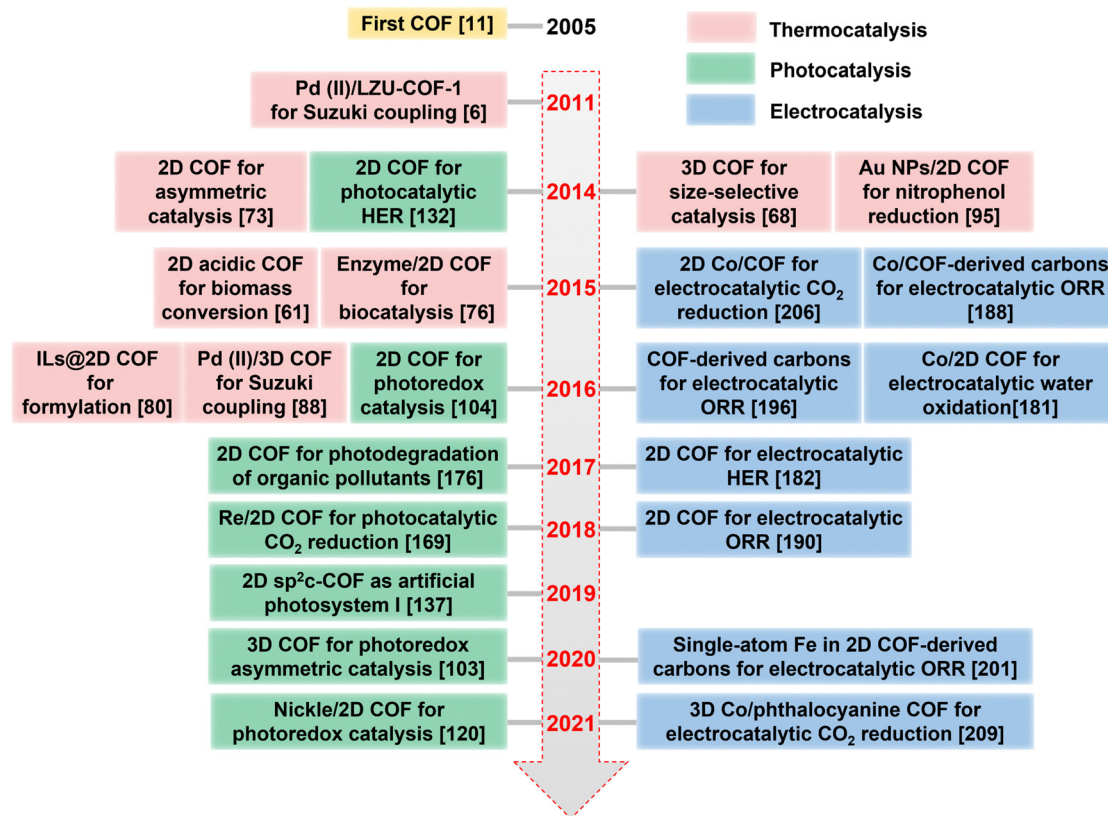 First COF [11]
2005
Thermocatalysis
Photocatalysis
Electrocatalysis
Pd (II)/LZU-COF-1
for Suzuki coupling [6]
2011
2D COF for
asymmetric
catalysis [73]
2D COF for
photocatalytic
HER [132]
2014
3D COF for
size-selective
catalysis [68]
Au NPs/2D COF
for nitrophenol
reduction [95]
2D acidic COF
for biomass
conversion [61]
Enzyme/2D COF
for
biocatalysis [76]
2015
2D Co/COF for
electrocatalytic CO₂
reduction [206]
Co/COF-derived carbons
for electrocatalytic ORR
[188]
ILs@2D COF
for
formylation [80]
Pd (II)/3D COF
for Suzuki
coupling [88]
2D COF for
photoredox
catalysis [104]
2016
COF-derived carbons
for electrocatalytic
ORR [196]
Co/2D COF for
electrocatalytic water
oxidation[181]
2D COF for photodegradation
of organic pollutants [176]
2017
2D COF for electrocatalytic
HER [182]
Re/2D COF for photocatalytic
CO₂ reduction [169]
2018
2D COF for electrocatalytic
ORR [190]
2D sp²c-COF as artificial
photosystem I [137]
2019
3D COF for photoredox
asymmetric catalysis [103]
2020
Single-atom Fe in 2D COF-derived
carbons for electrocatalytic ORR [201]
Nickle/2D COF for
photoredox catalysis [120]
2021
3D Co/phthalocyanine COF for
electrocatalytic CO₂ reduction [209]